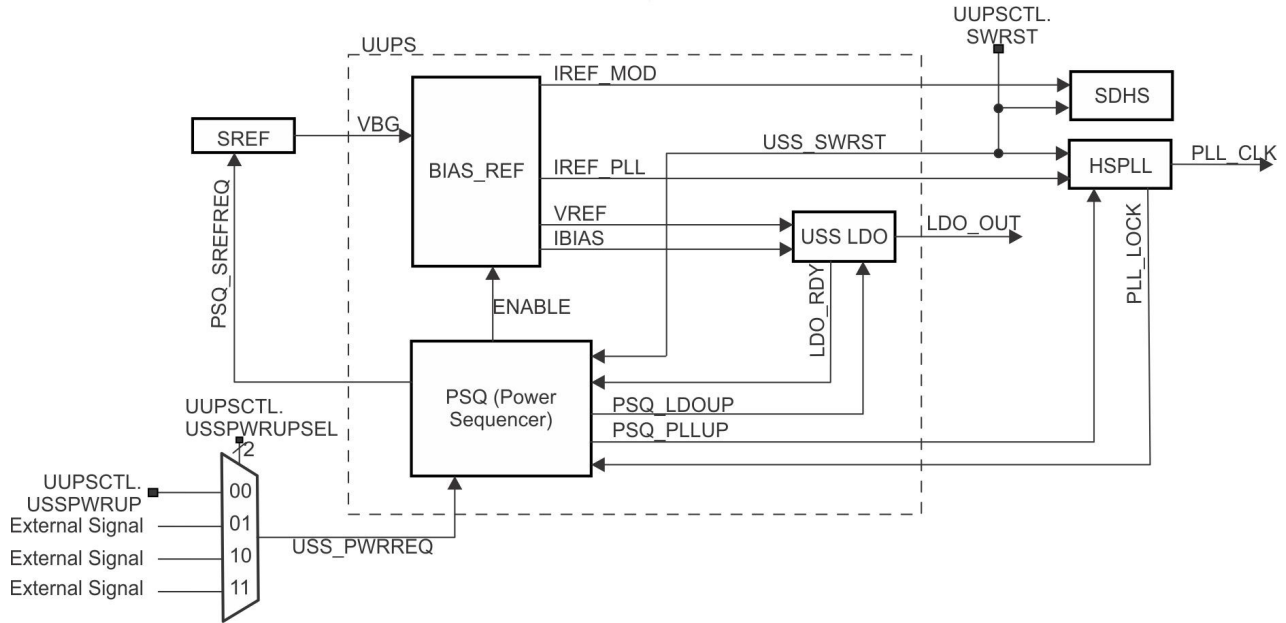 UUPSCTL.
SWRST
UUPS
IREF_MOD
SDHS
VBG
SREF
BIAS_REF
USS_SWRST
IREF_PLL
HSPLL
PLL_CLK
VREF
USS LDO
LDO_OUT
IBIAS
PSQ_SREFREQ
ENABLE
LDO_RDY
PLL_LOCK
PSQ (Power
Sequencer)
PSQ_LDOUP
PSQ_PLLUP
UUPSCTL.
USSPWRUPSEL
2
UUPSCTL.
USSPWRUP
00
External Signal
01
External Signal
10
External Signal
11
USS_PWRREQ